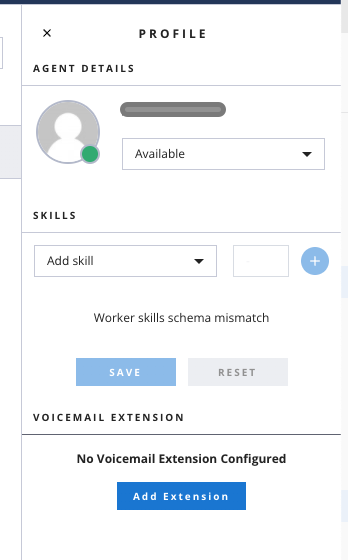 PROFILE
AGENT DETAILS
Available
SKILLS
Add skill
Worker skills schema mismatch
SAVE RESET
VOICEMAIL EXTENSION
No Voicemail Extension Configured
Add Extension